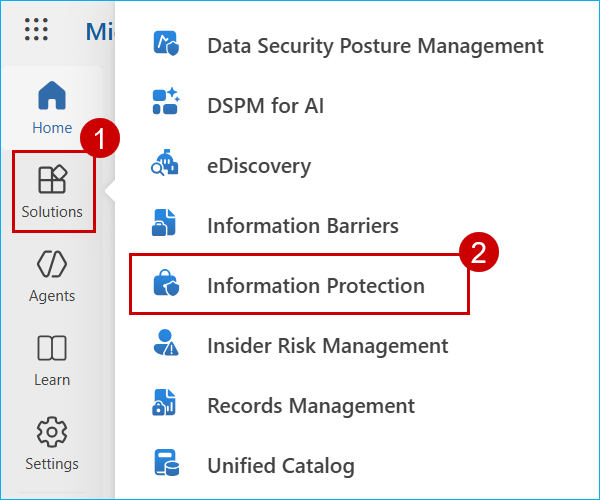 Mi
Home
1
Solutions
Agents
Learn
Settings
Data Security Posture Management
DSPM for AI
eDiscovery
Information Barriers
2
Information Protection
Insider Risk Management
Records Management
Unified Catalog